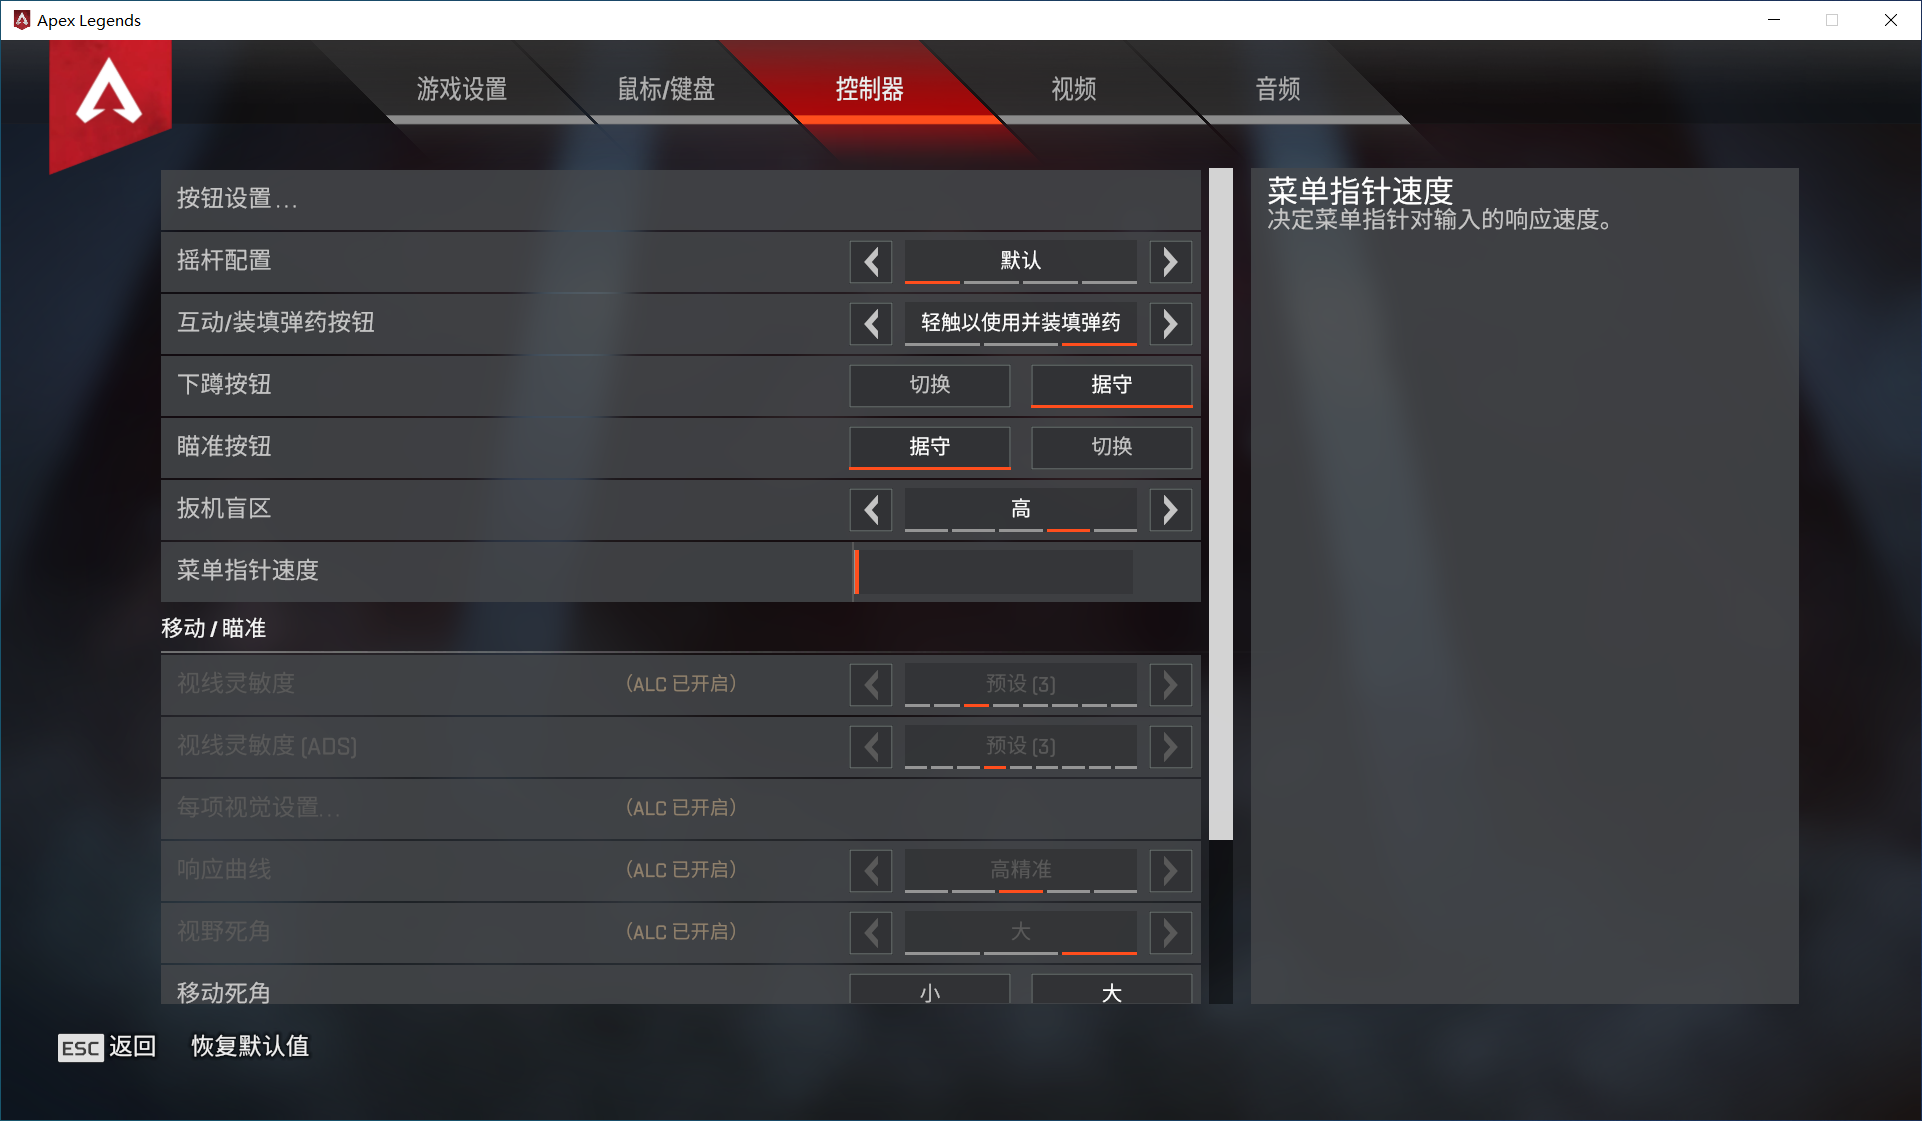 Apex Legends
游戏设置
鼠标/键盘
控制器
视频
音频
按钮设置...
摇杆配置
默认
互动/装填弹药按钮
轻触以使用并装填弹药
下蹲按钮
切换
据守
瞄准按钮
据守
切换
扳机盲区
高
菜单指针速度
移动 / 瞄准
视线灵敏度
(ALC 已开启)
预设 (3)
视线灵敏度 (ADS)
预设 (3)
每项视觉设置...
(ALC 已开启)
响应曲线
(ALC 已开启)
高精准
视野死角
(ALC 已开启)
大
移动死角
小
大
菜单指针速度
决定菜单指针对输入的响应速度。
ESC 返回
恢复默认值